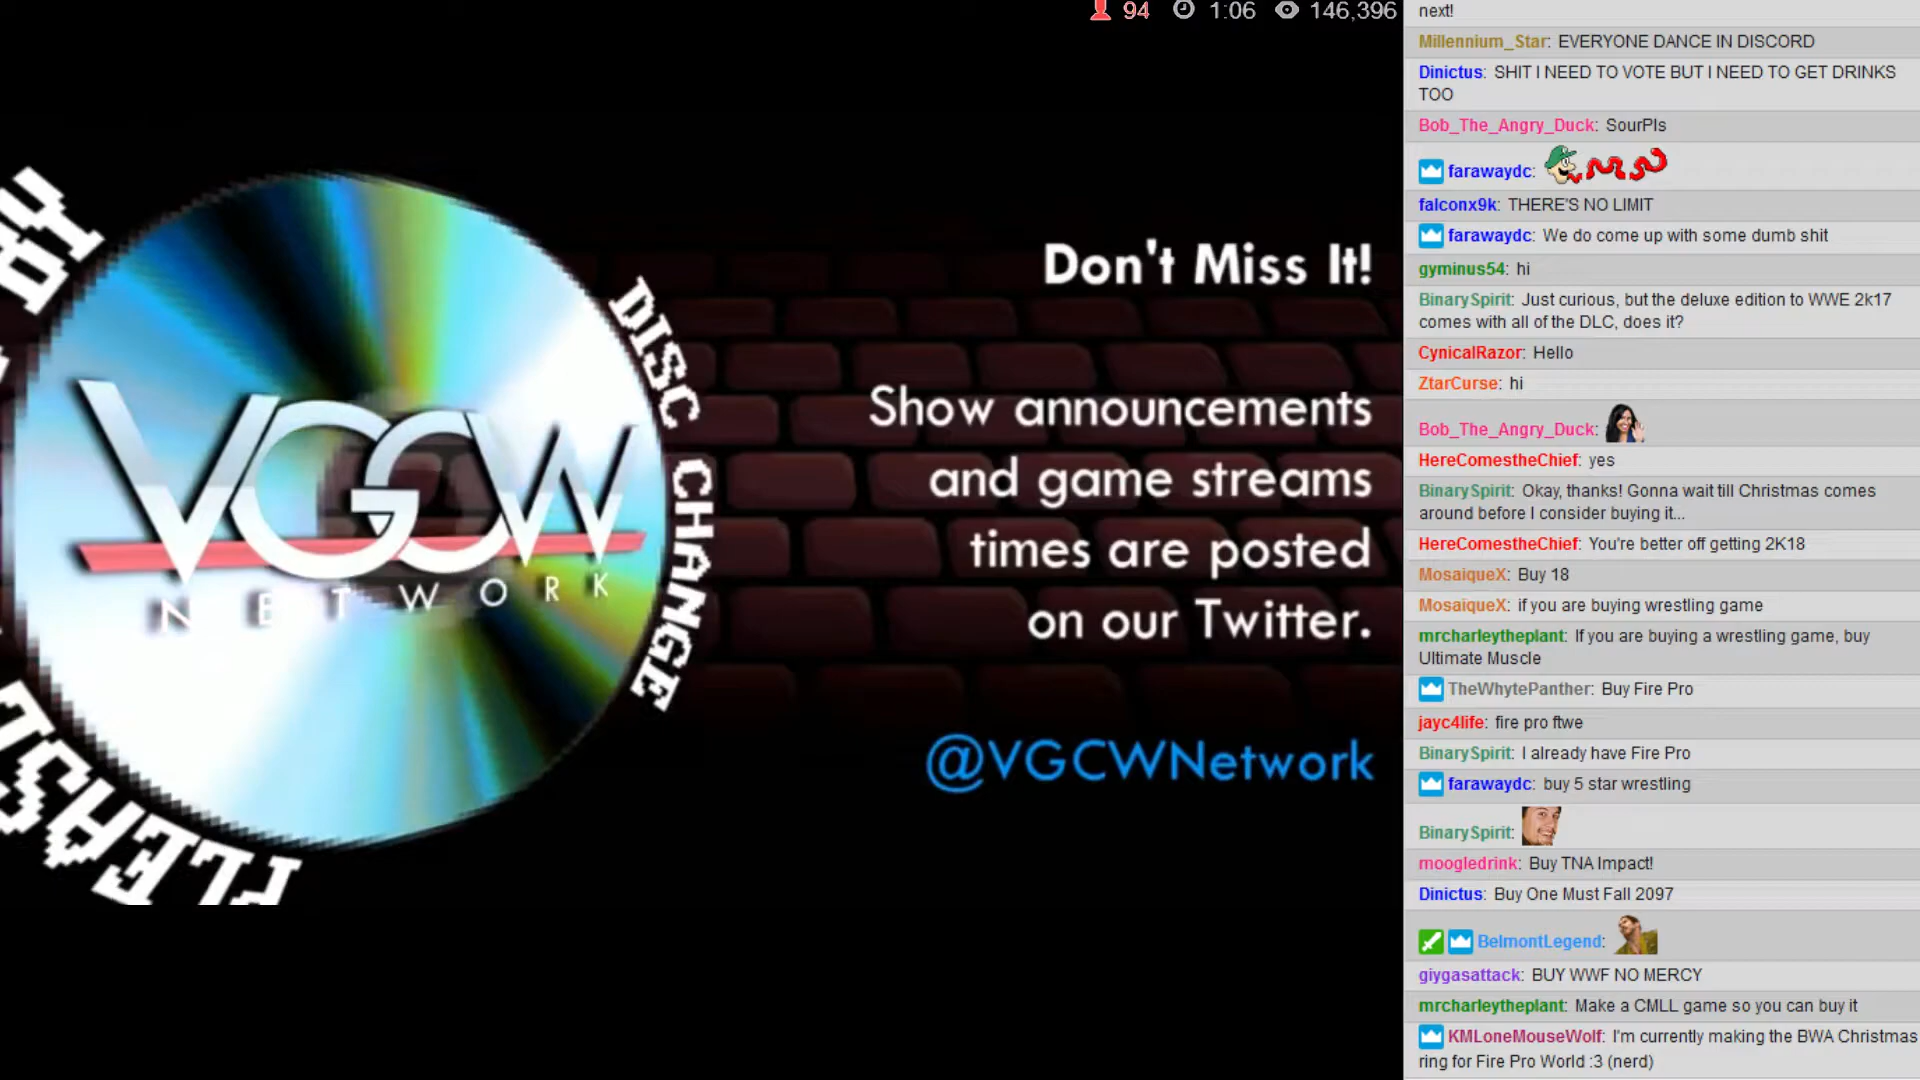 94 1:06 146,396
Don't Miss It!
Show announcements
and game streams
times are posted
on our Twitter.
@VGCWNetwork
VGCW
NETWORK
DISC CHANGE
next!
Millennium_Star: EVERYONE DANCE IN DISCORD
Dinictus: SHIT I NEED TO VOTE BUT I NEED TO GET DRINKS
TOO
Bob_The_Angry_Duck: SourPls
farawaydc:
falconx9k: THERE'S NO LIMIT
farawaydc: We do come up with some dumb shit
gyminus54: hi
BinarySpirit: Just curious, but the deluxe edition to WWE 2k17
comes with all of the DLC, does it?
CynicalRazor: Hello
ZtarCurse: hi
Bob_The_Angry_Duck:
HereComestheChief: yes
BinarySpirit: Okay, thanks! Gonna wait till Christmas comes
around before I consider buying it...
HereComestheChief: You're better off getting 2K18
MosaiqueX: Buy 18
MosaiqueX: if you are buying wrestling game
mrcharleytheplant: If you are buying a wrestling game, buy
Ultimate Muscle
TheWhytePanther: Buy Fire Pro
jayc4life: fire pro ftwe
BinarySpirit: I already have Fire Pro
farawaydc: buy 5 star wrestling
BinarySpirit:
moogledrink: Buy TNA Impact!
Dinictus: Buy One Must Fall 2097
BelmontLegend:
giygasattack: BUY WWF NO MERCY
mrcharleytheplant: Make a CMLL game so you can buy it
KMLoneMouseWolf: I'm currently making the BWA Christmas
ring for Fire Pro World :3 (nerd)